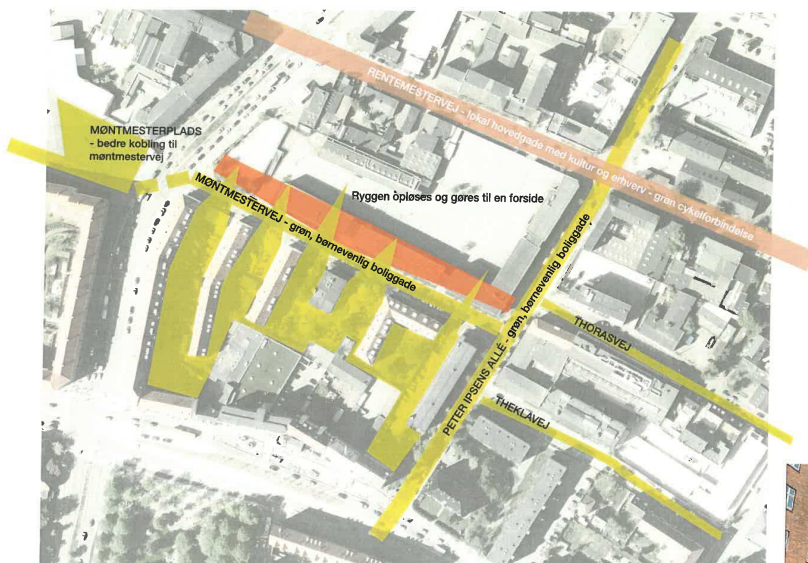 RENTEMESTERVEJ - lokal hovedgade med kultur og erhverv - grøn cykelforbindelse
MØNTMESTERPLADS
- bedre kobling til
møntmestervej
MØNTMESTERVEJ - grøn, børnevenlig boliggade
Ryggen opløses og gøres til en forside
PETER IPSENS ALLÉ - grøn, børnevenlig boliggade
THORASVEJ
THEKLAVEJ